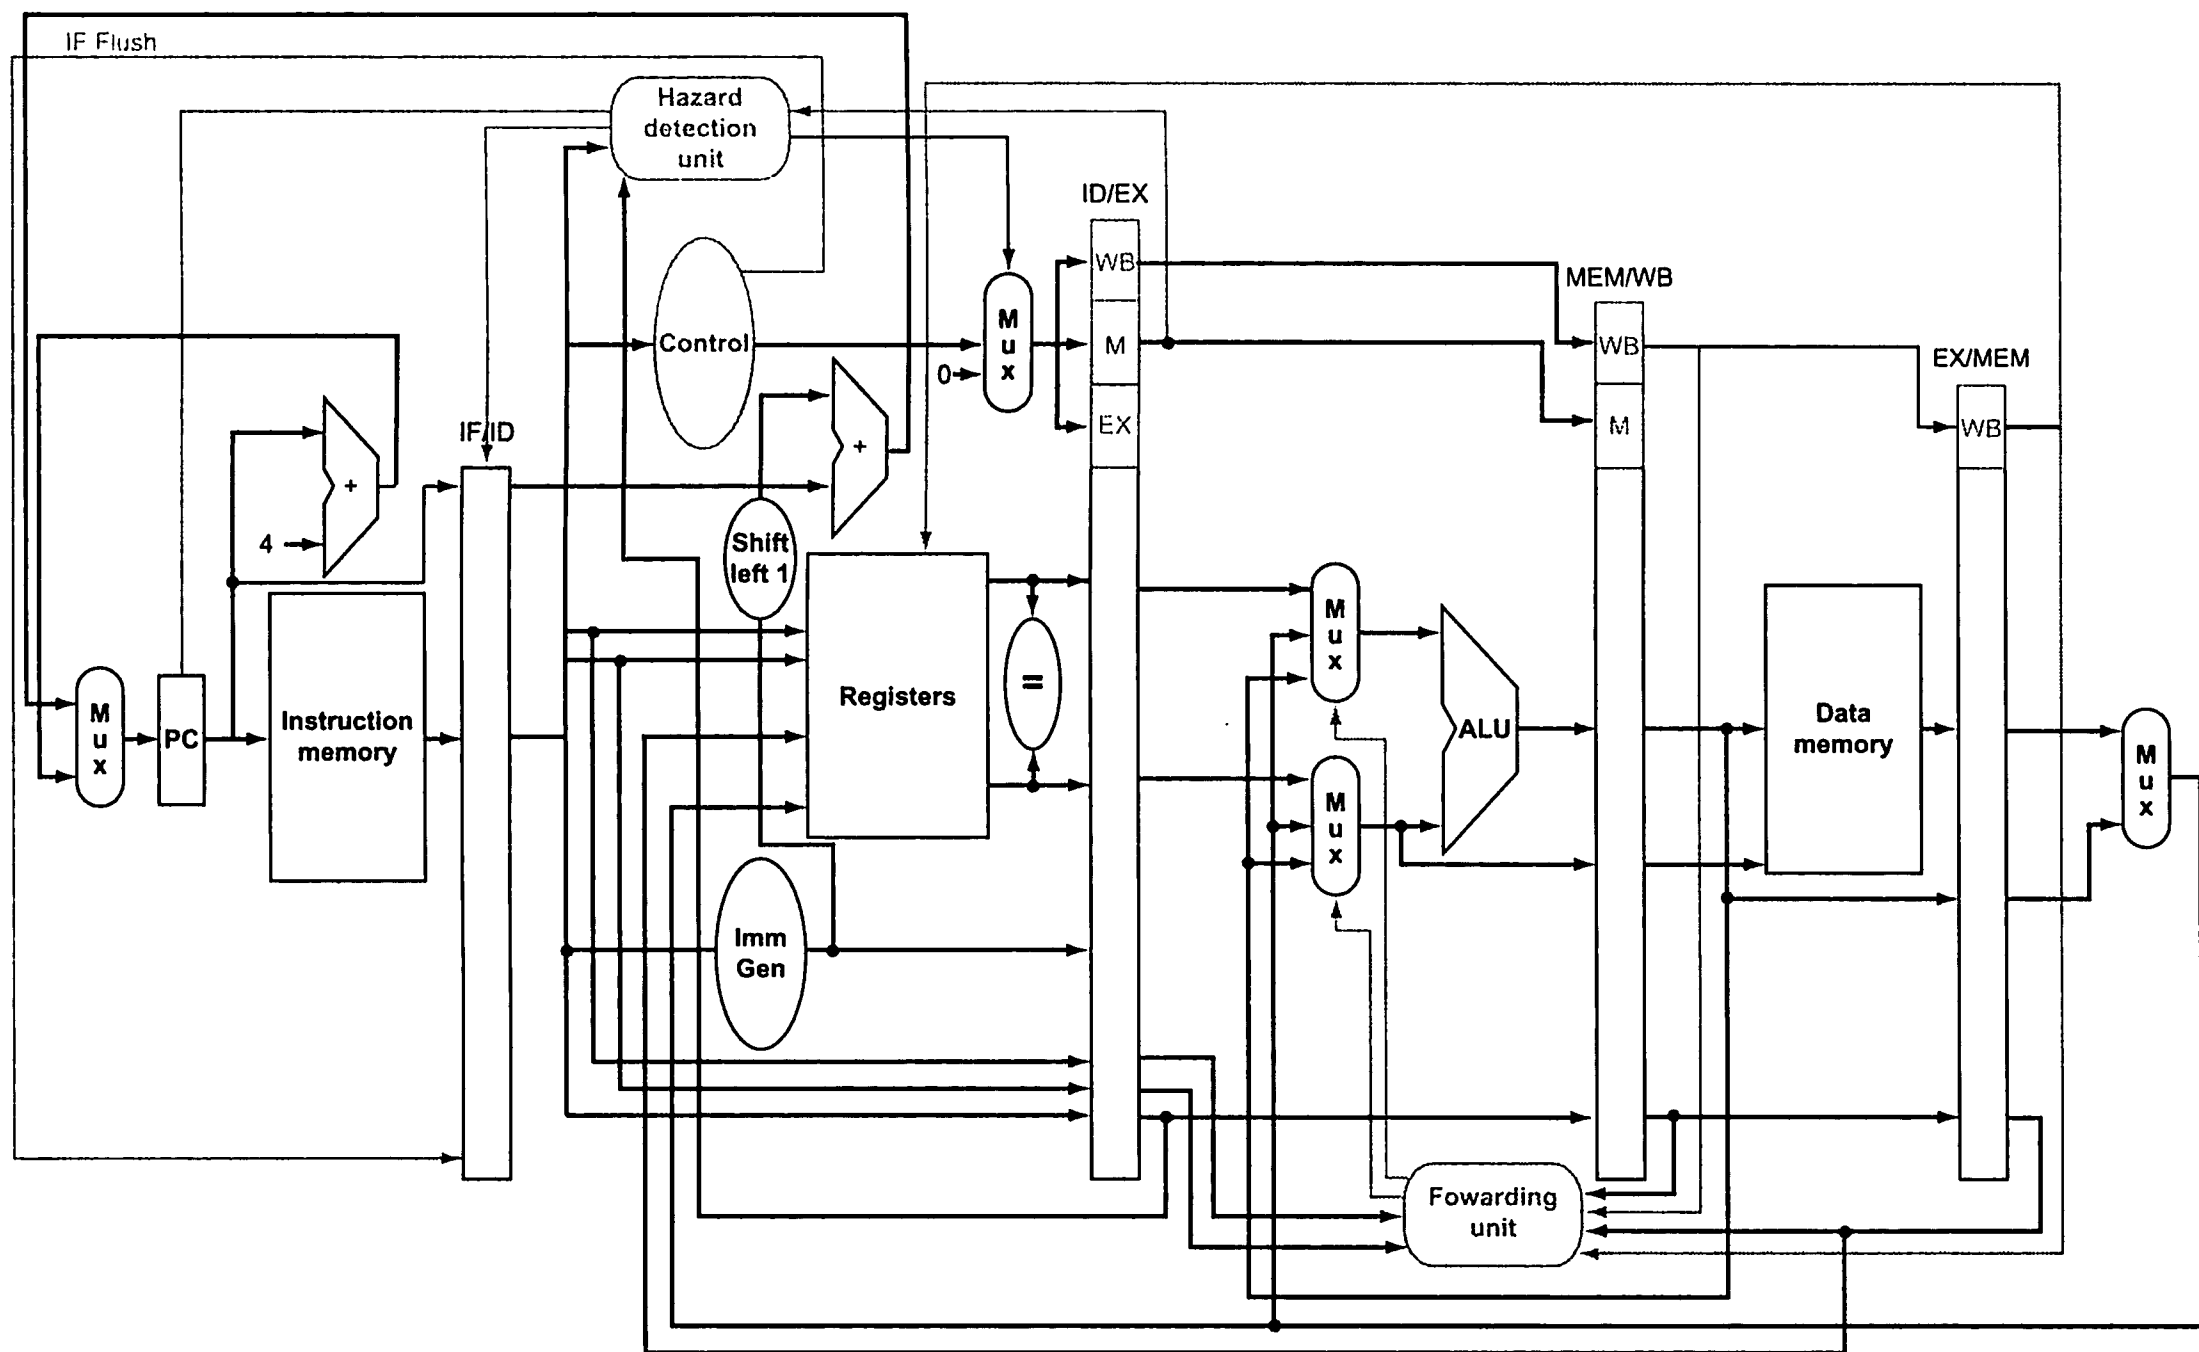 IF Flush
Hazard
detection
unit
ID/EX
MEM/WB
EX/MEM
IF/ID
Control
0
M
u
x
WB
M
EX
WB
M
WB
+
4
+
Shift
left 1
M
u
x
PC
Instruction
memory
Registers
=
M
u
x
M
u
x
ALU
Data
memory
M
u
x
Imm
Gen
Fowarding
unit